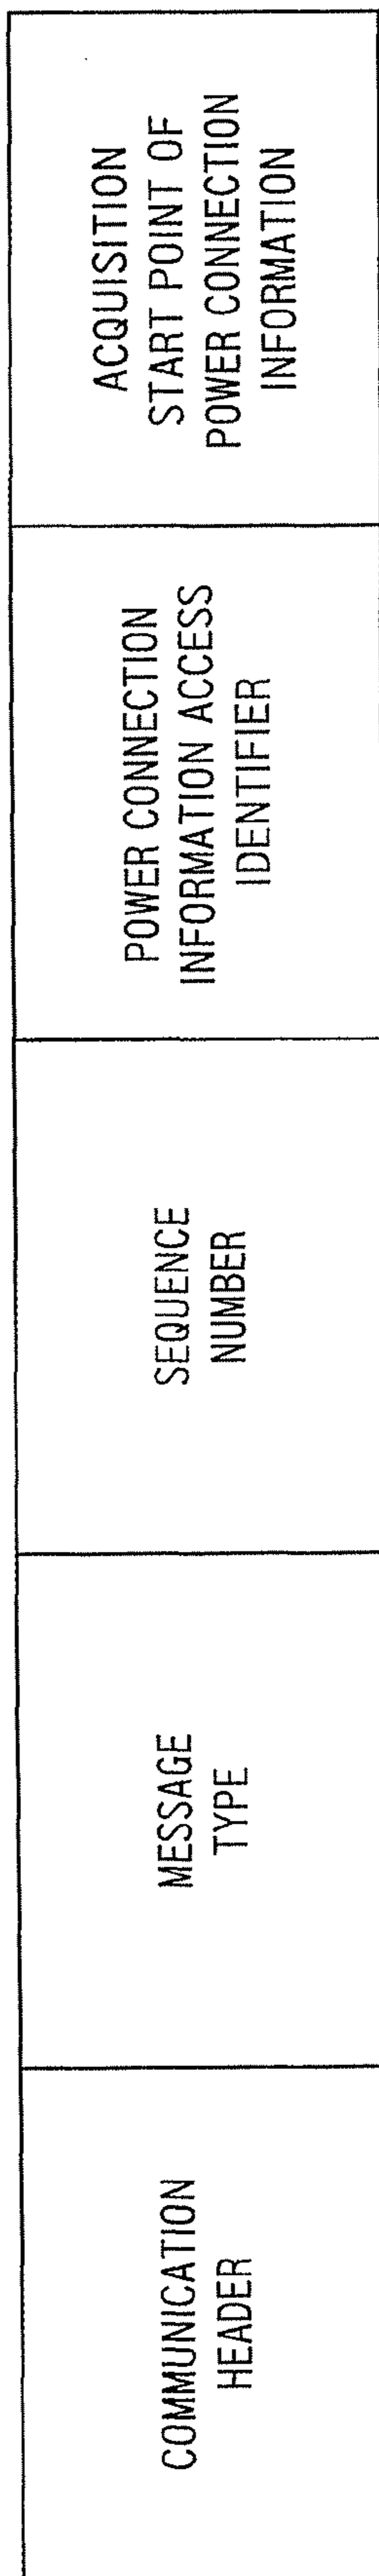 COMMUNICATION
HEADER
MESSAGE
TYPE
SEQUENCE
NUMBER
POWER CONNECTION
INFORMATION ACCESS
IDENTIFIER
ACQUISITION
START POINT OF
POWER CONNECTION
INFORMATION